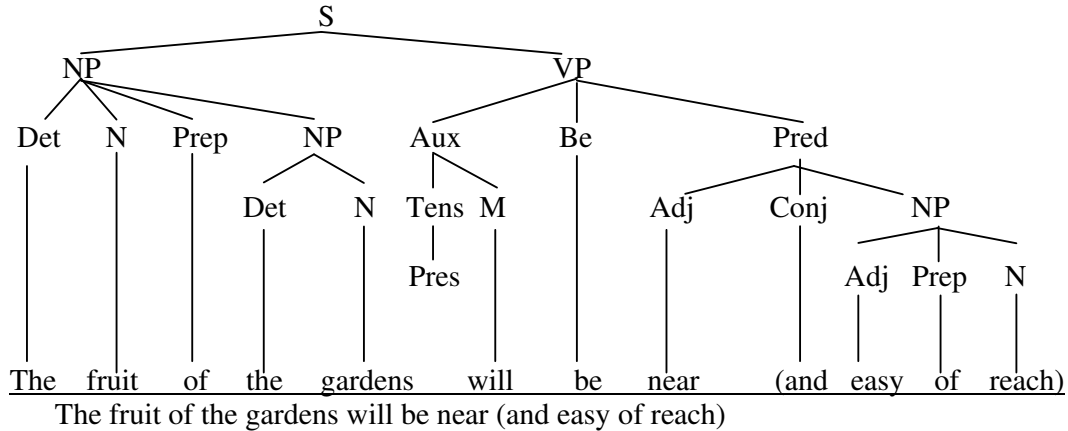 S
NP VP
Det N Prep NP Aux Be Pred
Det N Tens M Adj Conj NP
Pres Adj Prep N
The fruit of the gardens will be near (and easy of reach)
The fruit of the gardens will be near (and easy of reach)